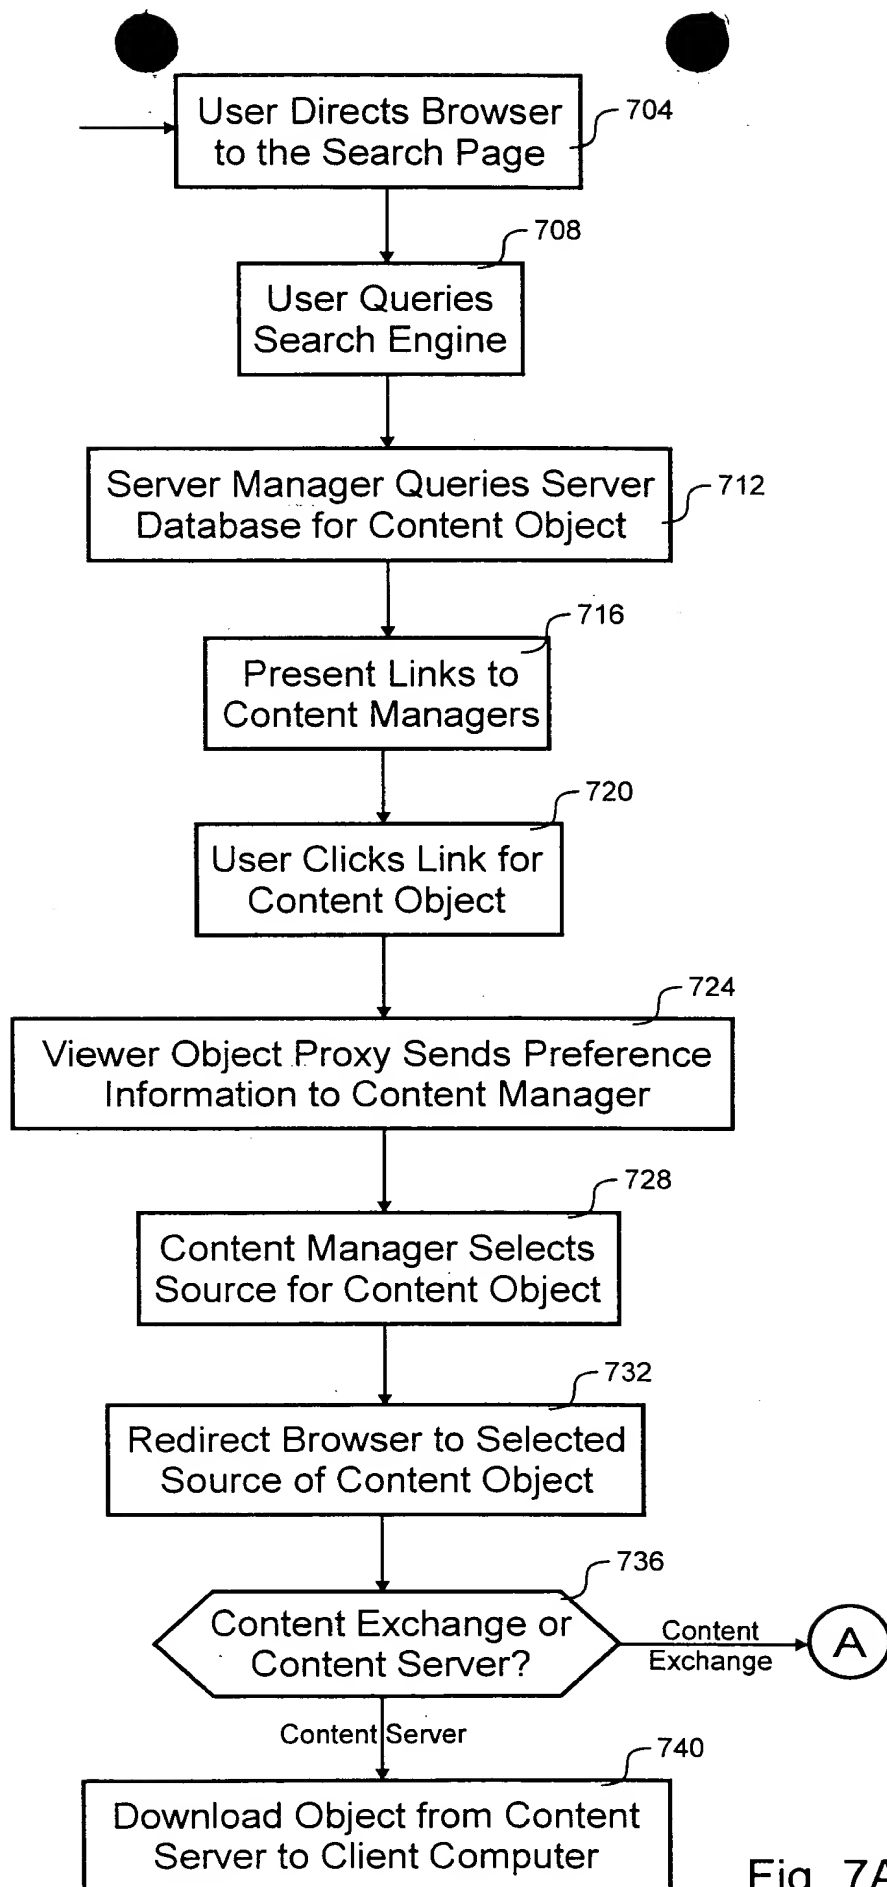 User Directs Browser
to the Search Page
704
708
User Queries
Search Engine
Server Manager Queries Server
Database for Content Object
712
716
Present Links to
Content Managers
720
User Clicks Link for
Content Object
724
Viewer Object Proxy Sends Preference
Information to Content Manager
728
Content Manager Selects
Source for Content Object
732
Redirect Browser to Selected
Source of Content Object
736
Content Exchange or
Content Server?
Content
Exchange
A
Content Server
740
Download Object from Content
Server to Client Computer
Fig. 7A